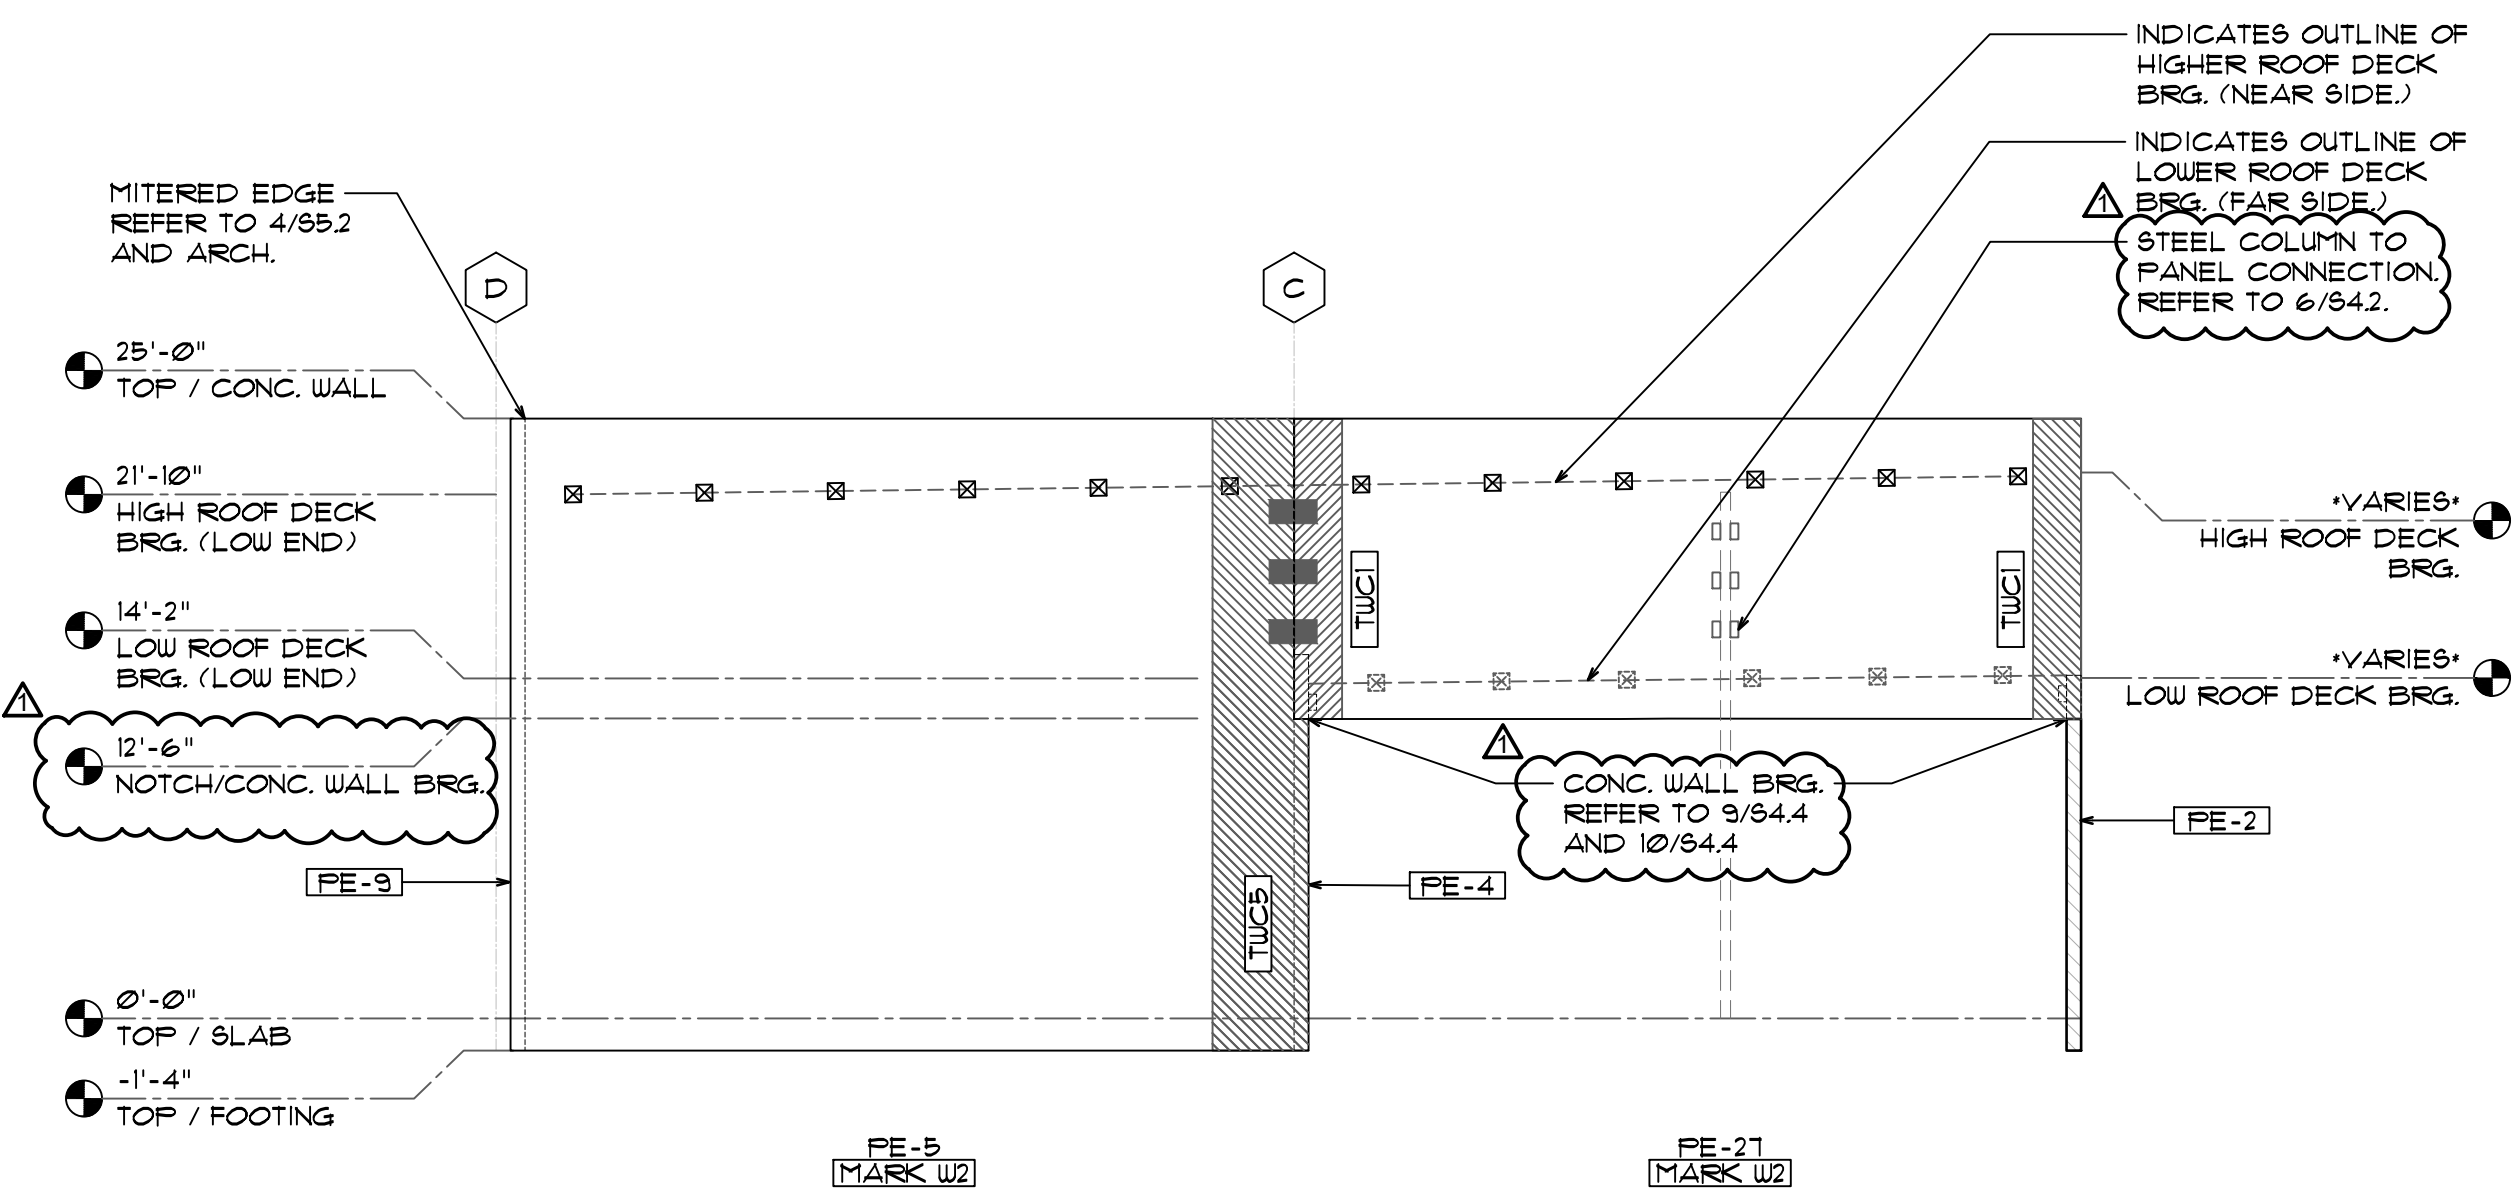 INDICATES OUTLINE OF
HIGHER ROOF DECK
BRG. (NEAR SIDE.)
INDICATES OUTLINE OF
LOWER ROOF DECK
BRG. (FAR SIDE.)
1
STEEL COLUMN TO
PANEL CONNECTION.
REFER TO 6/S4.2.
MITERED EDGE
REFER TO 4/S5.2
AND ARCH.
D
C
25'-0"
TOP / CONC. WALL
21'-10"
HIGH ROOF DECK
BRG. (LOW END)
14'-2"
LOW ROOF DECK
BRG. (LOW END)
1
12'-6"
NOTCH/CONC. WALL BRG.
PE-9
0'-0"
TOP / SLAB
-1'-4"
TOP / FOOTING
TWC5
TWC1
TWC1
*VARIES*
HIGH ROOF DECK
BRG.
*VARIES*
LOW ROOF DECK BRG.
1
CONC. WALL BRG.
REFER TO 9/S4.4
AND 10/S4.4
PE-4
PE-2
PE-5
MARK W2
PE-27
MARK W2